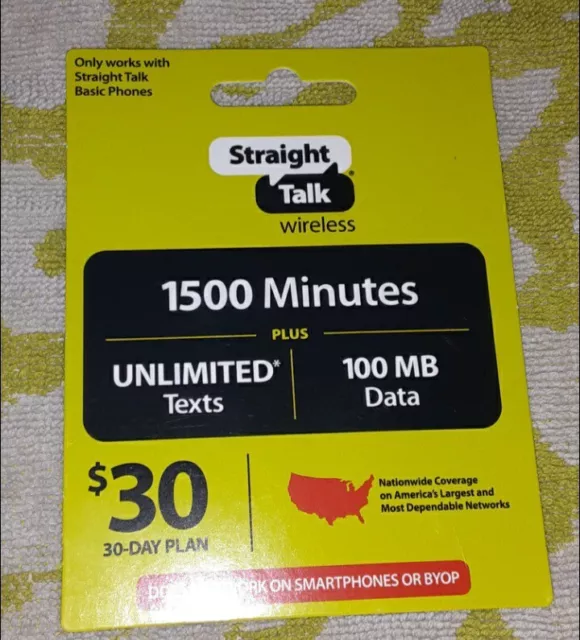 Only works with
Straight Talk
Basic Phones
Straight
Talk®
wireless
1500 Minutes
PLUS
UNLIMITED*
Texts
100 MB
Data
$30
30-DAY PLAN
Nationwide Coverage
on America's Largest and
Most Dependable Networks
ON SMARTPHONES OR BYOP